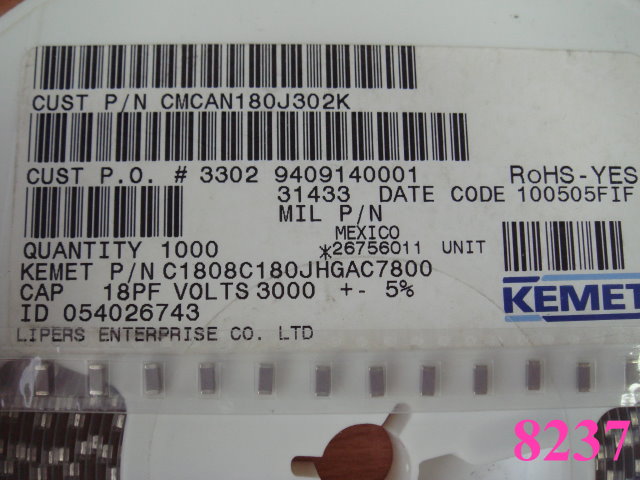 CUST P/N CMCAN180J302K
CUST P.O. # 3302 9409140001 RoHS-YES
31433 DATE CODE 100505FIF
MIL P/N
MEXICO
QUANTITY 1000 *26756011 UNIT
KEMET P/N C1808C180JHGAC7800
CAP 18PF VOLTS 3000 +- 5%
KEMET
ID 054026743
LIPERS ENTERPRISE CO. LTD
8237